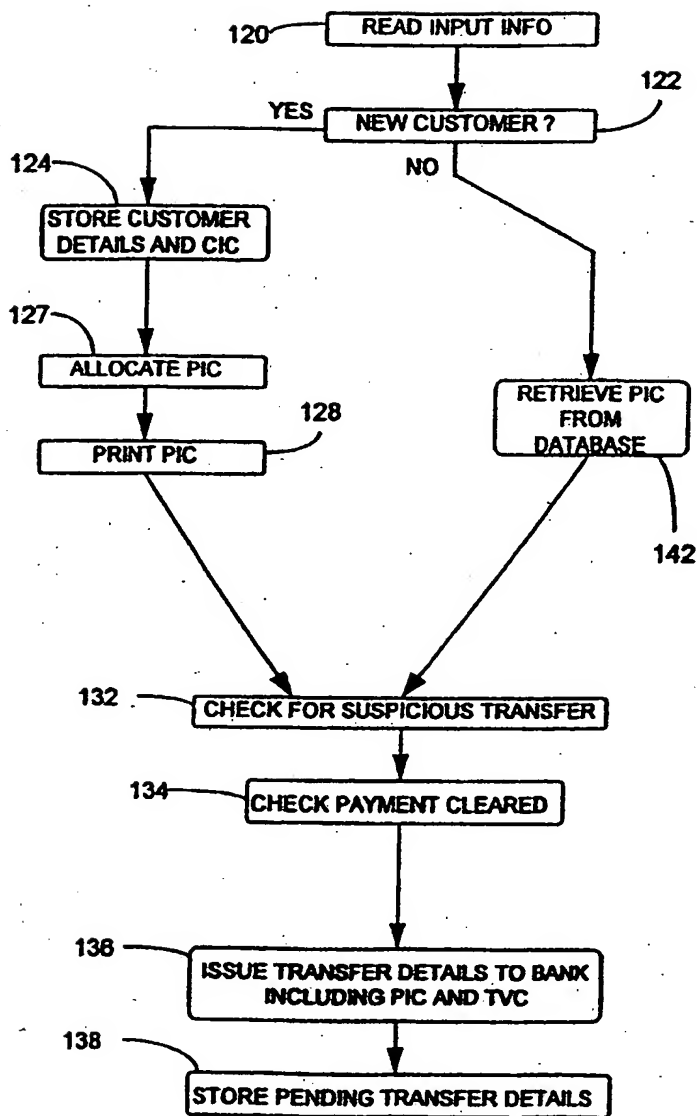 120
READ INPUT INFO
122
YES
NEW CUSTOMER ?
NO
124
STORE CUSTOMER
DETAILS AND CIC
127
ALLOCATE PIC
128
PRINT PIC
RETRIEVE PIC
FROM
DATABASE
142
132
CHECK FOR SUSPICIOUS TRANSFER
134
CHECK PAYMENT CLEARED
136
ISSUE TRANSFER DETAILS TO BANK
INCLUDING PIC AND TVC
138
STORE PENDING TRANSFER DETAILS